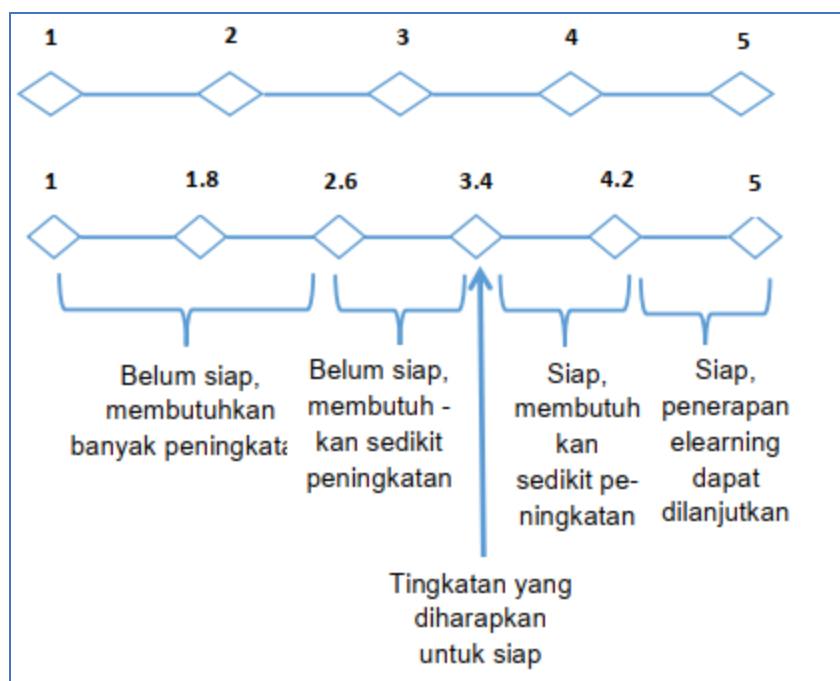 1 2 3 4 5
1 1.8 2.6 3.4 4.2 5
Belum siap,
membutuhkan
banyak peningkata
Belum siap,
membutuh -
kan sedikit
peningkatan
Siap,
membutuh
kan
sedikit pe-
ningkatan
Siap,
penerapan
elearning
dapat
dilanjutkan
Tingkatan yang
diharapkan
untuk siap